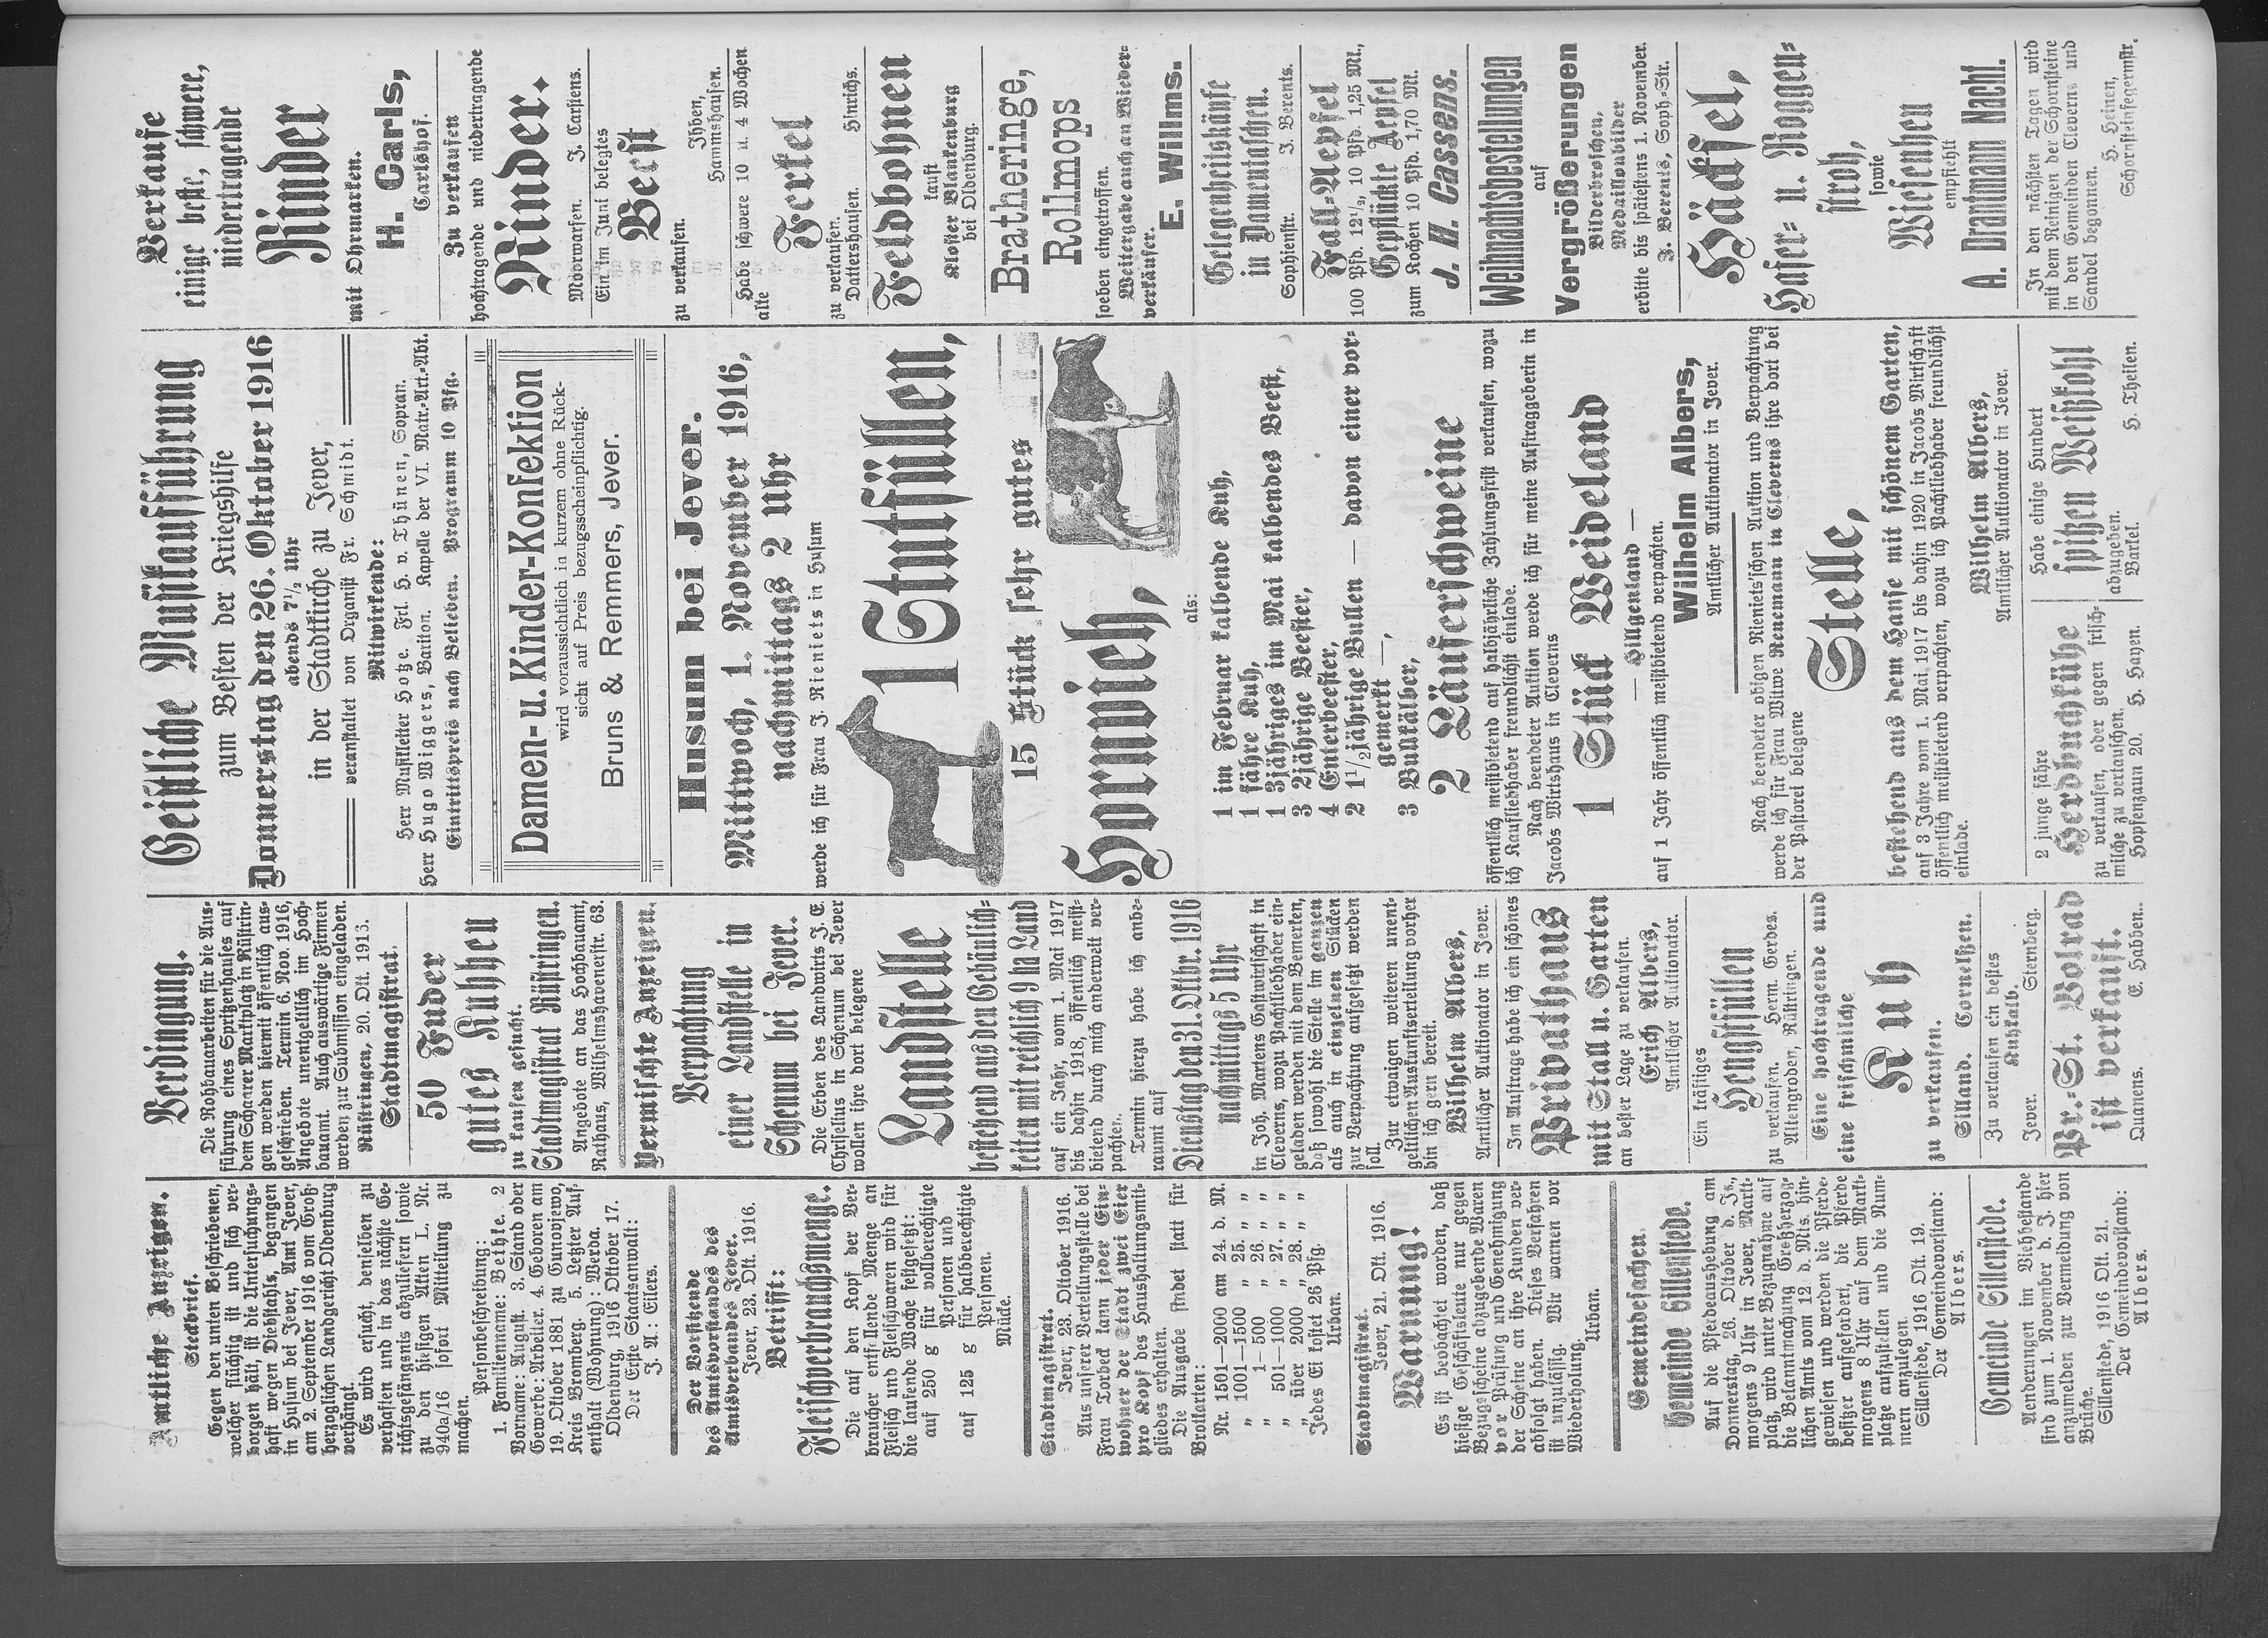 Amtliche Anzeigen.
Steckbrief.
Gegen den unten Beschriebenen,
welcher flüchtig ist und sich ver-
borgen hält, ist die Untersuchungs-
haft wegen Diebstahls, begangen
in Husum bei Jever, Amt Jever,
am 2. September 1916 vom Groß-
herzoglichen Landgericht Oldenburg
verhängt.
Es wird ersucht, denselben zu
verhaften und in das nächste Ge-
richtsgefängnis abzuliefern sowie
zu den hiesigen Akten L. Nr.
940a/16 sofort Mitteilung zu
machen.
Personbeschreibung:
1. Familienname: Bethke. 2
Vorname: August. 3. Stand oder
Gewerbe: Arbeiter. 4. Geboren am
19. Oktober 1881 zu Gunojewo,
Kreis Bromberg. 5. Letzter Auf-
enthalt (Wohnung): Werda.
Oldenburg, 1916 Oktober 17.
Der Erste Staatsanwalt:
J. A.: Eilers.
Der Vorsitzende
des Amtsvorstandes des
Amtsverbandes Jever.
Jever, 23. Okt. 1916.
Betrifft:
Fleischverbrauchsmenge.
Die auf den Kopf der Ver-
braucher entfallende Menge an
Fleisch und Fleischwaren wird für
die laufende Woche festgesetzt:
auf 250 g für vollberechtigte
Personen und
auf 125 g für halbberechtigte
Personen.
Mücke.
Stadtmagistrat.
Jever, 23. Oktober 1916.
Aus unserer Verteilungsstelle bei
Frau Torbeck kann jeder Ein-
wohner der Stadt zwei Eier
pro Kopf des Haushaltungsmit-
gliedes erhalten.
Die Ausgabe findet statt für
Brotkarten:
Nr. 1501—2000 am 24. d. M.
„ 1001—1500 „ 25. „ „
„ 1— 500 „ 26. „ „
„ 501—1000 „ 27. „ „
„ über 2000 „ 28. „ „
Jedes Ei kostet 26 Pfg.
Urban.
Stadtmagistrat.
Jever, 21. Okt. 1916.
Warnung!
Es ist beobachtet worden, daß
hiesige Geschäftsleute nur gegen
Bezugscheine abzugebende Waren
vor Prüfung und Genehmigung
der Scheine an ihre Kunden ver-
abfolgt haben. Dieses Verfahren
ist unzulässig. Wir warnen vor
Wiederholung.
Urban.
Gemeindesachen.
Gemeinde Sillenstede.
Auf die Pferdeaushebung am
Donnerstag, 26. Oktober d. Js.,
morgens 9 Uhr in Jever, Markt-
platz, wird unter Bezugnahme auf
die Bekanntmachung Großherzog-
lichen Amts vom 12. d. Mts. hin-
gewiesen und werden die Pferde-
besitzer aufgefordert, die Pferde
morgens 8 Uhr auf dem Markt-
platze aufzustellen und die Num-
mern anzulegen.
Sillenstede, 1916 Okt. 19.
Der Gemeindevorstand:
Albers.
Gemeinde Sillenstede.
Aenderungen im Viehbestande
sind zum 1. November d. J. hier
anzumelden zur Vermeidung von
Brüche.
Sillenstede, 1916 Okt. 21.
Der Gemeindevorstand:
Albers.
Verdingung.
Die Rohbauarbeiten für die Aus-
führung eines Spritzenhauses auf
dem Schaarer Marktplatz in Rüstrin-
gen werden hiermit öffentlich aus-
geschrieben. Termin 6. Nov. 1916,
Angebote unentgeltlich im Hoch-
bauamt. Auch auswärtige Firmen
werden zur Submission eingeladen.
Rüstringen, 20. Okt. 1916.
Stadtmagistrat.
50 Fuder
gutes Kuhheu
zu kaufen gesucht.
Stadtmagistrat Rüstringen.
Angebote an das Hochbauamt,
Rathaus, Wilhelmshavenerstr. 63.
Vermischte Anzeigen.
Verpachtung
einer Landstelle in
Schenum bei Jever.
Die Erben des Landwirts J. E.
Chrisellius in Schenum bei Jever
wollen ihre dort belegene
Landstelle
bestehend aus den Gebäulich-
keiten mit reichlich 9 ha Land
auf ein Jahr, vom 1. Mai 1917
bis dahin 1918, öffentlich meist-
bietend durch mich anderweit ver-
pachten.
Termin hierzu habe ich anbe-
raumt auf
Dienstag den 31. Oktbr. 1916
nachmittags 5 Uhr
in Joh. Martens Gastwirtschaft in
Cleverns, wozu Pachtliebhaber ein-
geladen werden mit dem Bemerken,
daß sowohl die Stelle im ganzen
als auch in einzelnen Stücken
zur Verpachtung aufgesetzt werden
soll.
Zur etwaigen weiteren unent-
geltlichen Auskunftserteilung vorher
bin ich gern bereit.
Wilhelm Albers,
Amtlicher Auktionator in Jever.
Im Auftrage habe ich ein schönes
Privathaus
mit Stall u. Garten
an bester Lage zu verkaufen.
Erich Albers,
Amtlicher Auktionator.
Ein kräftiges
Hengstfüllen
zu verkaufen. Herm. Gerdes.
Altengroden, Rüstringen.
Eine hochtragende und
eine frischmilche
Kuh
zu verkaufen.
Silland. Cornelßen.
Zu verkaufen ein bestes
Kuhkalb.
Jever. Sternberg.
Pr.-St. Volrad
ist verkauft.
Quanens. E. Habben.
Geistliche Musikaufführung
zum Besten der Kriegshilfe
Donnerstag den 26. Oktober 1916
abends 7½ Uhr
in der Stadtkirche zu Jever,
veranstaltet von Organist Fr. Schmidt.
Mitwirkende:
Herr Musikleiter Hotze. Frl. H. v. Thünen, Sopran.
Herr Hugo Wiggers, Bariton. Kapelle der VI. Matr.-Art.-Abt.
Eintrittspreis nach Belieben. Programm 10 Pfg.
Damen- u. Kinder-Konfektion
wird voraussichtlich in kurzem ohne Rück-
sicht auf Preis bezugsscheinpflichtig.
Bruns & Remmers, Jever.
Husum bei Jever.
Mittwoch, 1. November 1916,
nachmittags 2 Uhr
werde ich für Frau J. Rieniets in Husum
1 Stutfüllen,
15 Stück sehr gutes
Hornvieh,
als:
1 im Februar kalbende Kuh,
1 fähre Kuh,
1 3jähriges im Mai kalbendes Beest,
3 2jährige Beester,
4 Enterbeester,
2 1½jährige Bullen — davon einer vor-
gemerkt —,
3 Bullkälber,
2 Läuferschweine
öffentlich meistbietend auf halbjährliche Zahlungsfrist verkaufen, wozu
ich Kaufliebhaber freundlichst einlade.
Nach beendeter Auktion werde ich für meine Auftraggeberin in
Jacobs Wirtshaus in Cleverns
1 Stück Weideland
— Hillgenland —
auf 1 Jahr öffentlich meistbietend verpachten.
Wilhelm Albers,
Amtlicher Auktionator in Jever.
Nach beendeter obigen Rieniets'schen Auktion und Verpachtung
werde ich für Frau Witwe Renemann in Cleverns ihre dort bei
der Pastorei belegene
Stelle,
bestehend aus dem Hause mit schönem Garten,
auf 3 Jahre vom 1. Mai 1917 bis dahin 1920 in Jacobs Wirtschaft
öffentlich meistbietend verpachten, wozu ich Pachtliebhaber freundlichst
einlade.
Wilhelm Albers,
Amtlicher Auktionator in Jever.
2 junge fähre
Herdbuchkühe
zu verkaufen, oder gegen frisch-
milche zu vertauschen.
Hopfenzaun 20. H. Hayen.
Habe einige Hundert
spitzen Weißkohl
abzugeben.
Barkel. H. Theilen.
Verkaufe
einige beste, schwere,
niedertragende
Rinder
mit Ohrmarken.
H. Carls,
Carlshof.
Zu verkaufen
hochtragende und niedertragende
Rinder.
Moorwarfen. J. Carstens.
Ein im Juni belegtes
Beest
zu verkaufen.
Ihben,
Hammshausen.
Habe schwere 10 u. 4 Wochen
alte
Ferkel
zu verkaufen.
Dattershausen. Hinrichs.
Feldbohnen
kauft
Kloster Blankenburg
bei Oldenburg.
Bratheringe,
Rollmops
soeben eingetroffen.
Weitergabe auch an Wieder-
verkäufer.
E. Willms.
Gelegenheitskäufe
in Damentaschen.
Sophienstr. J. Berents.
Fall-Aepfel
100 Pfd. 12½, 10 Pfd. 1,25 Mk.,
Gepflückte Aepfel
zum Kochen 10 Pfd. 1,70 Mk.
J. H. Cassens.
Weihnachtsbestellungen
auf
Vergrößerungen
Bilderbroschen,
Medaillonbilder
erbitte bis spätestens 1. November.
J. Berents, Soph.-Str.
Häcksel,
Hafer- u. Roggen-
stroh,
sowie
Wiesenheu
empfiehlt
A. Drantmann Nachf.
In den nächsten Tagen wird
mit dem Reinigen der Schornsteine
in den Gemeinden Cleverns und
Sandel begonnen.
H. Heinen,
Schornsteinfegermstr.